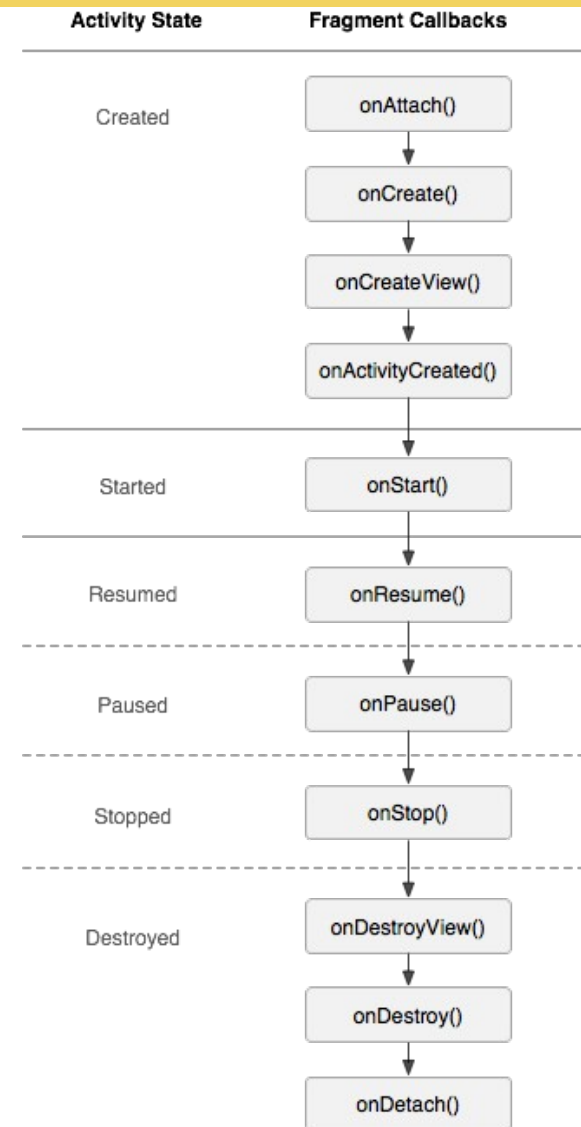 Activity State Fragment Callbacks
Created
onAttach()
onCreate()
onCreateView()
onActivityCreated()
Started
onStart()
Resumed
onResume()
Paused
onPause()
Stopped
onStop()
Destroyed
onDestroyView()
onDestroy()
onDetach()